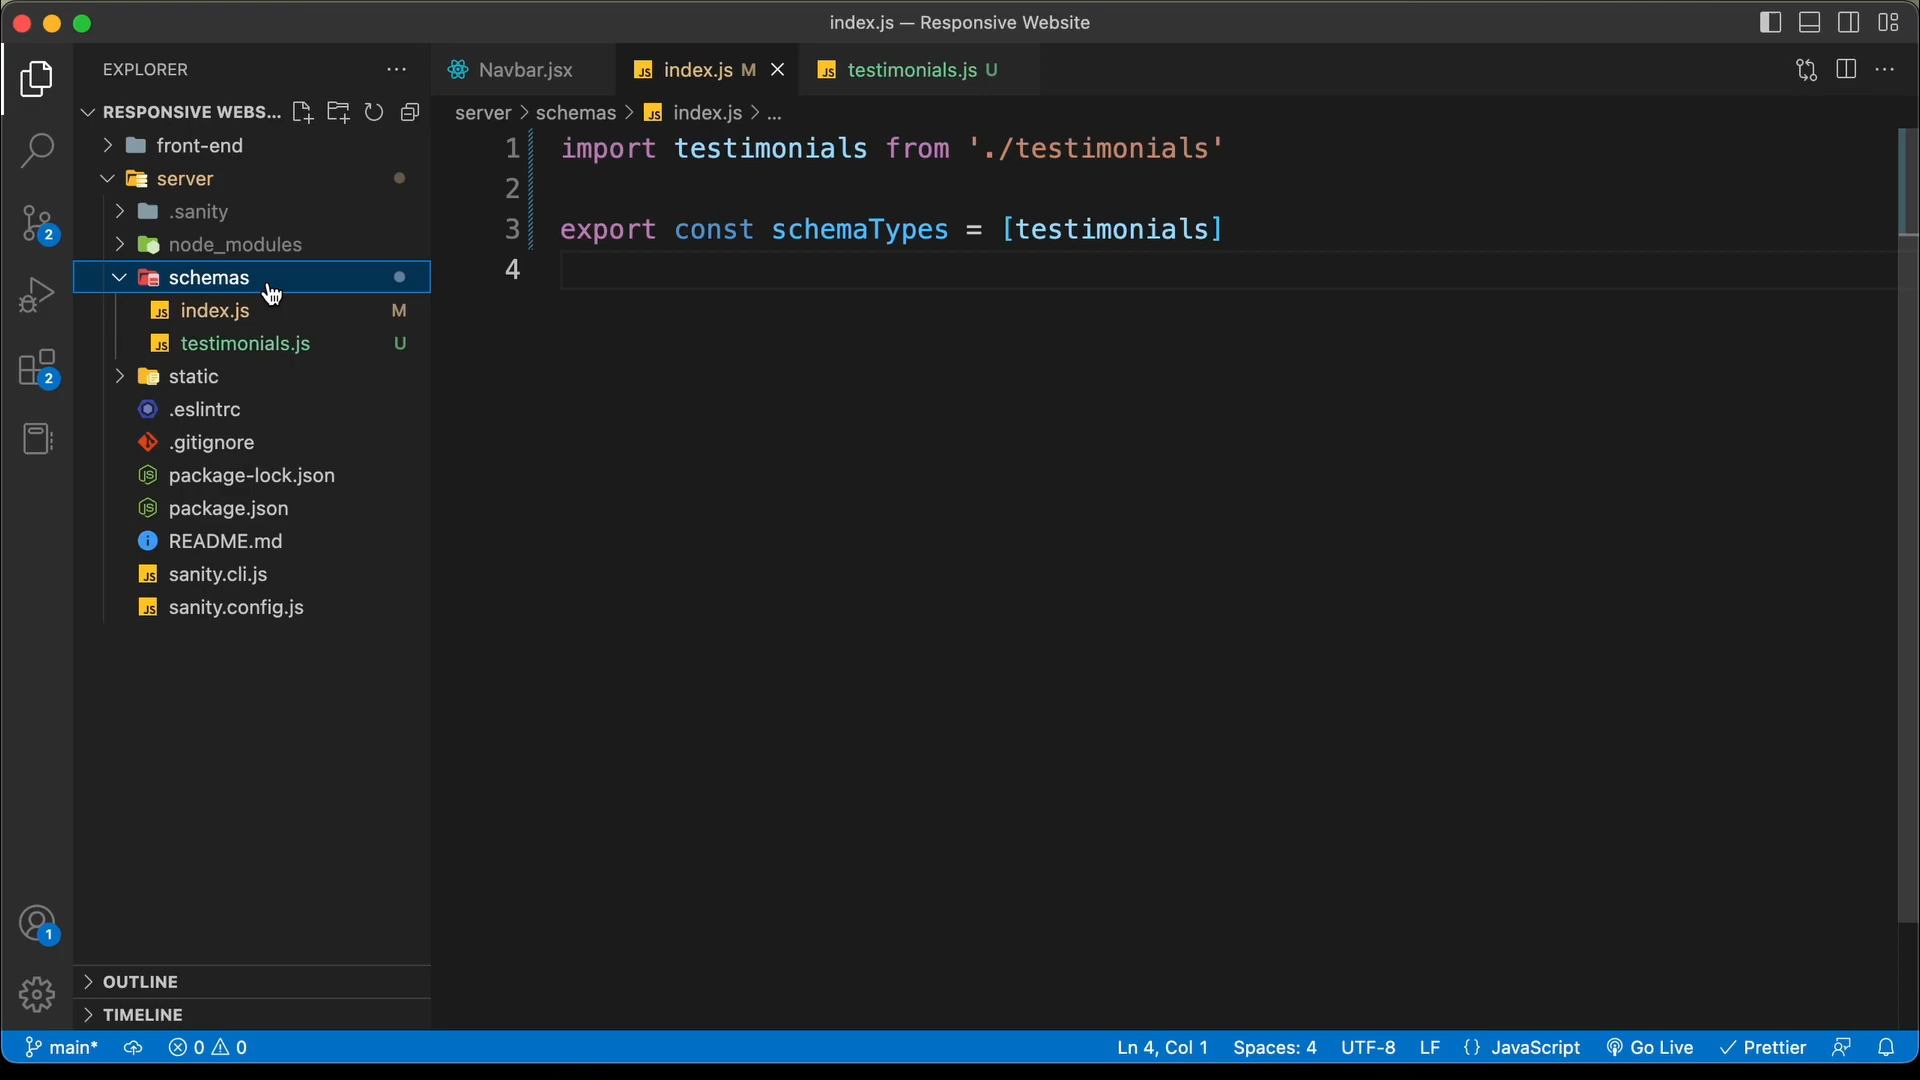 index.js — Responsive Website
EXPLORER
RESPONSIVE WEBS...
front-end
server
.sanity
node_modules
schemas
index.js M
testimonials.js U
static
.eslintrc
.gitignore
package-lock.json
package.json
README.md
sanity.cli.js
sanity.config.js
OUTLINE
TIMELINE
2
2
1
Navbar.jsx
index.js M
testimonials.js U
server > schemas > index.js > ...
1 import testimonials from './testimonials'
2
3 export const schemaTypes = [testimonials]
4
main* 0 0 Ln 4, Col 1 Spaces: 4 UTF-8 LF {} JavaScript Go Live Prettier